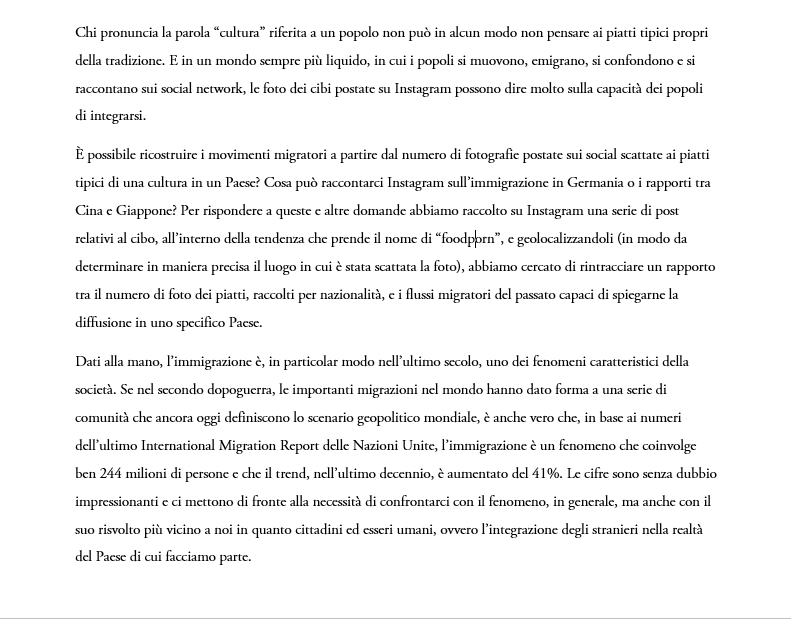 Chi pronuncia la parola “cultura” riferita a un popolo non può in alcun modo non pensare ai piatti tipici propri
della tradizione. E in un mondo sempre più liquido, in cui i popoli si muovono, emigrano, si confondono e si
raccontano sui social network, le foto dei cibi postate su Instagram possono dire molto sulla capacità dei popoli
di integrarsi.
È possibile ricostruire i movimenti migratori a partire dal numero di fotografie postate sui social scattate ai piatti
tipici di una cultura in un Paese? Cosa può raccontarci Instagram sull’immigrazione in Germania o i rapporti tra
Cina e Giappone? Per rispondere a queste e altre domande abbiamo raccolto su Instagram una serie di post
relativi al cibo, all’interno della tendenza che prende il nome di “foodporn”, e geolocalizzandoli (in modo da
determinare in maniera precisa il luogo in cui è stata scattata la foto), abbiamo cercato di rintracciare un rapporto
tra il numero di foto dei piatti, raccolti per nazionalità, e i flussi migratori del passato capaci di spiegarne la
diffusione in uno specifico Paese.
Dati alla mano, l’immigrazione è, in particolar modo nell’ultimo secolo, uno dei fenomeni caratteristici della
società. Se nel secondo dopoguerra, le importanti migrazioni nel mondo hanno dato forma a una serie di
comunità che ancora oggi definiscono lo scenario geopolitico mondiale, è anche vero che, in base ai numeri
dell’ultimo International Migration Report delle Nazioni Unite, l’immigrazione è un fenomeno che coinvolge
ben 244 milioni di persone e che il trend, nell’ultimo decennio, è aumentato del 41%. Le cifre sono senza dubbio
impressionanti e ci mettono di fronte alla necessità di confrontarci con il fenomeno, in generale, ma anche con il
suo risvolto più vicino a noi in quanto cittadini ed esseri umani, ovvero l’integrazione degli stranieri nella realtà
del Paese di cui facciamo parte.